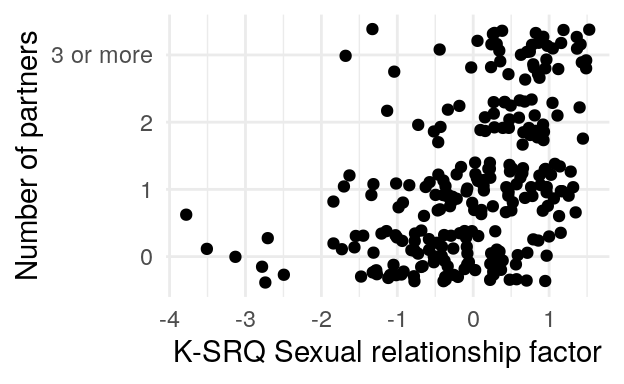 Number of partners
3 or more
2
1
0
-4 -3 -2 -1 0 1
K-SRQ Sexual relationship factor